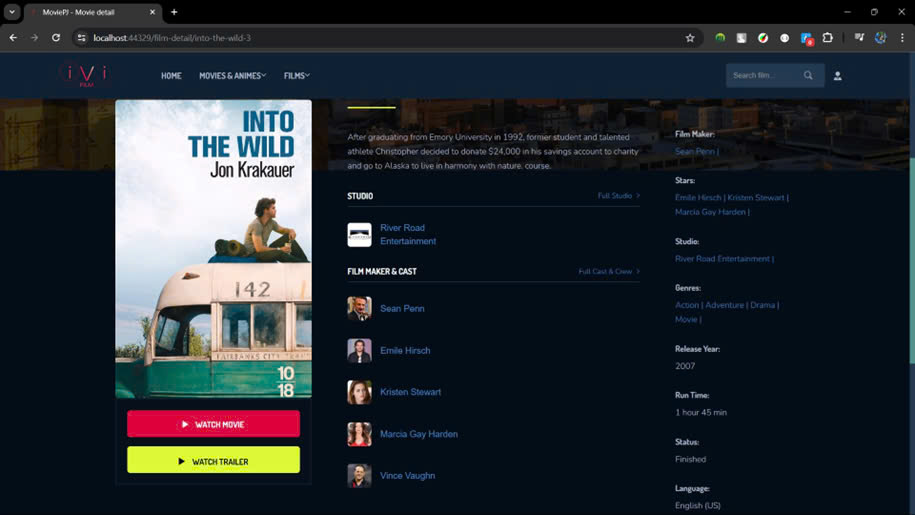 MoviePJ - Movie detail
localhost:44329/film-detail/into-the-wild-3
8
iVi
FILM
HOME
MOVIES & ANIMES
FILMS
Search film...
INTO
THE WILD
Jon Krakauer
142
FAIRBANKS CITY TRANSIT
10
18
WATCH MOVIE
WATCH TRAILER
After graduating from Emory University in 1992, former student and talented
athlete Christopher decided to donate $24,000 in his savings account to charity
and go to Alaska to live in harmony with nature. course.
STUDIO
Full Studio
River Road
Entertainment
FILM MAKER & CAST
Full Cast & Crew
Sean Penn
Emile Hirsch
Kristen Stewart
Marcia Gay Harden
Vince Vaughn
Film Maker:
Sean Penn |
Stars:
Emile Hirsch | Kristen Stewart |
Marcia Gay Harden |
Studio:
River Road Entertainment |
Genres:
Action | Adventure | Drama |
Movie |
Release Year:
2007
Run Time:
1 hour 45 min
Status:
Finished
Language:
English (US)